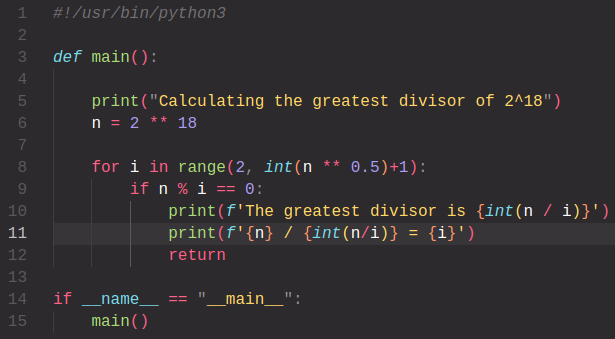 1 #!/usr/bin/python3
2
3 def main():
4
5     print("Calculating the greatest divisor of 2^18")
6     n = 2 ** 18
7
8     for i in range(2, int(n ** 0.5)+1):
9         if n % i == 0:
10             print(f'The greatest divisor is {int(n / i)}')
11             print(f'{n} / {int(n/i)} = {i}')
12             return
13
14 if __name__ == "__main__":
15     main()